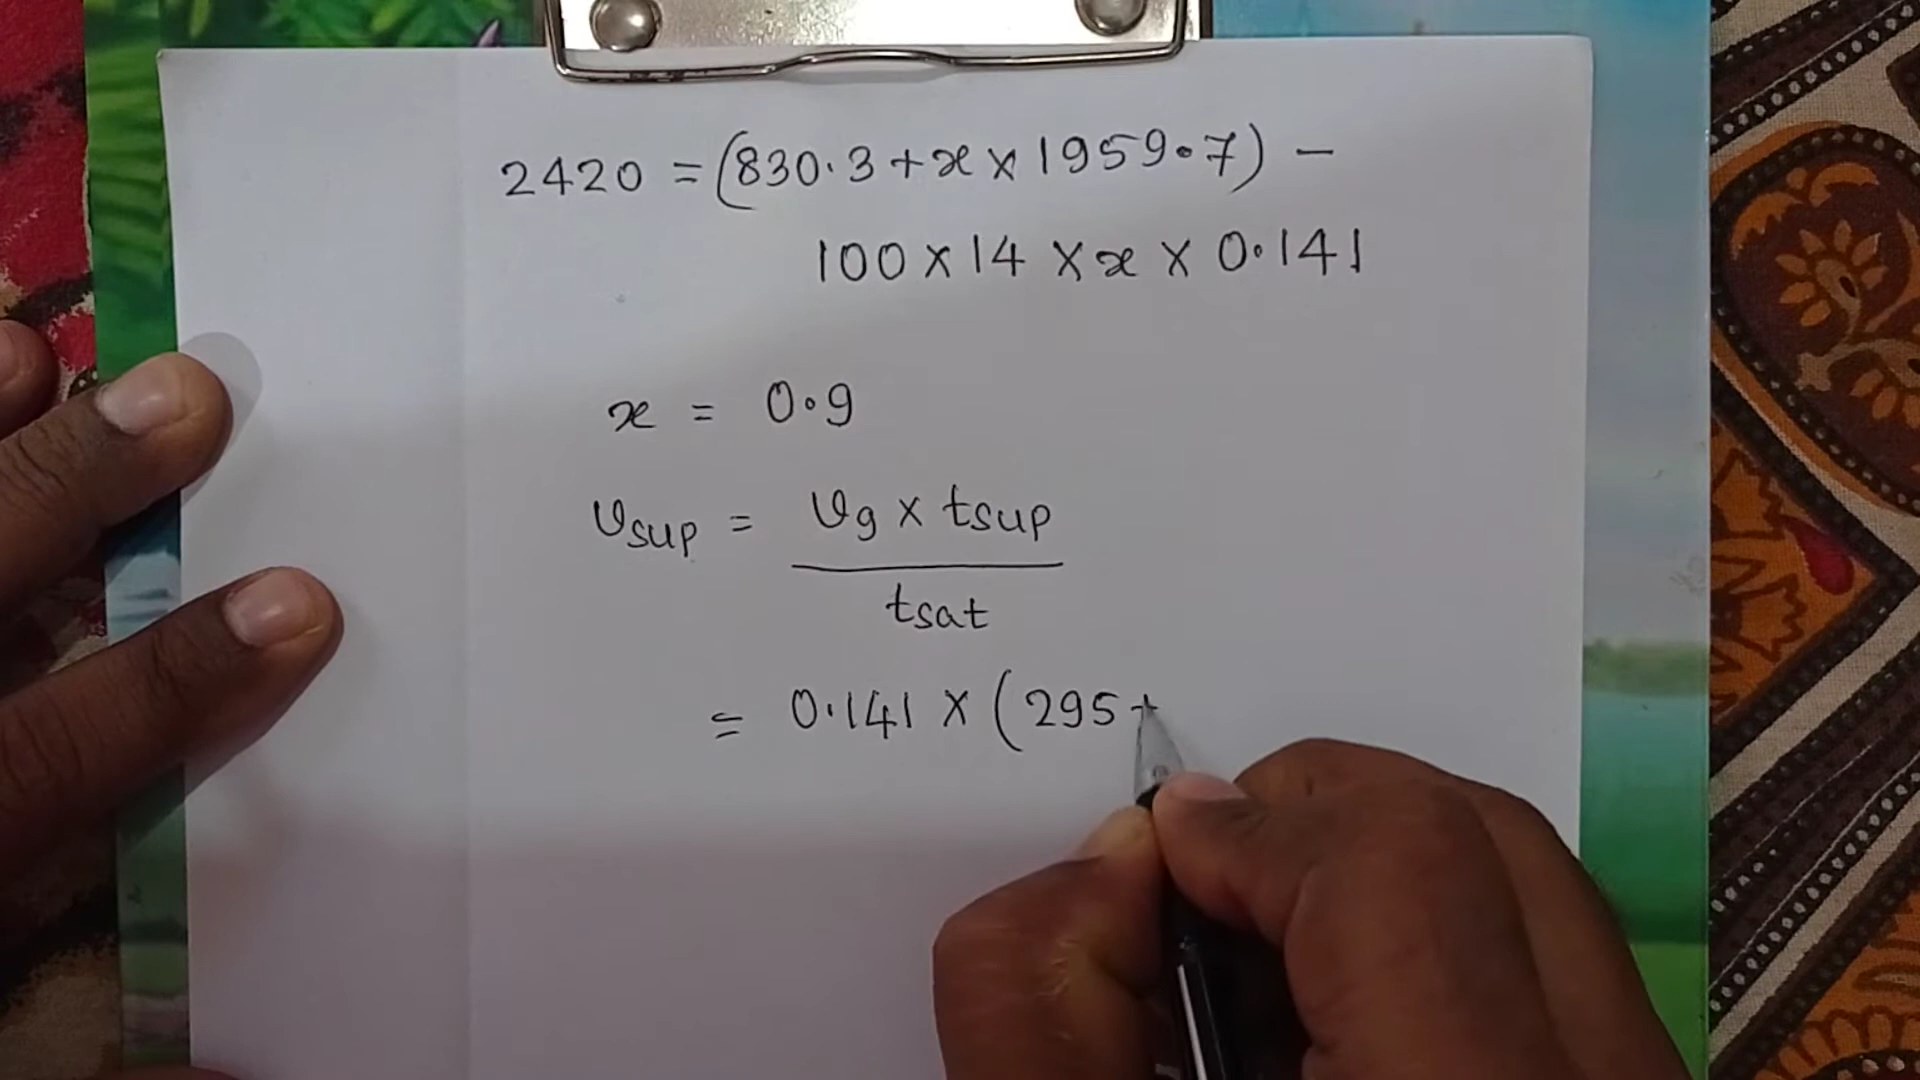 2420 = (830.3 + x × 1959.7) −
100 × 14 × x × 0.141
x = 0.9
vsup = vg × tsup
tsat
= 0.141 × (295 +